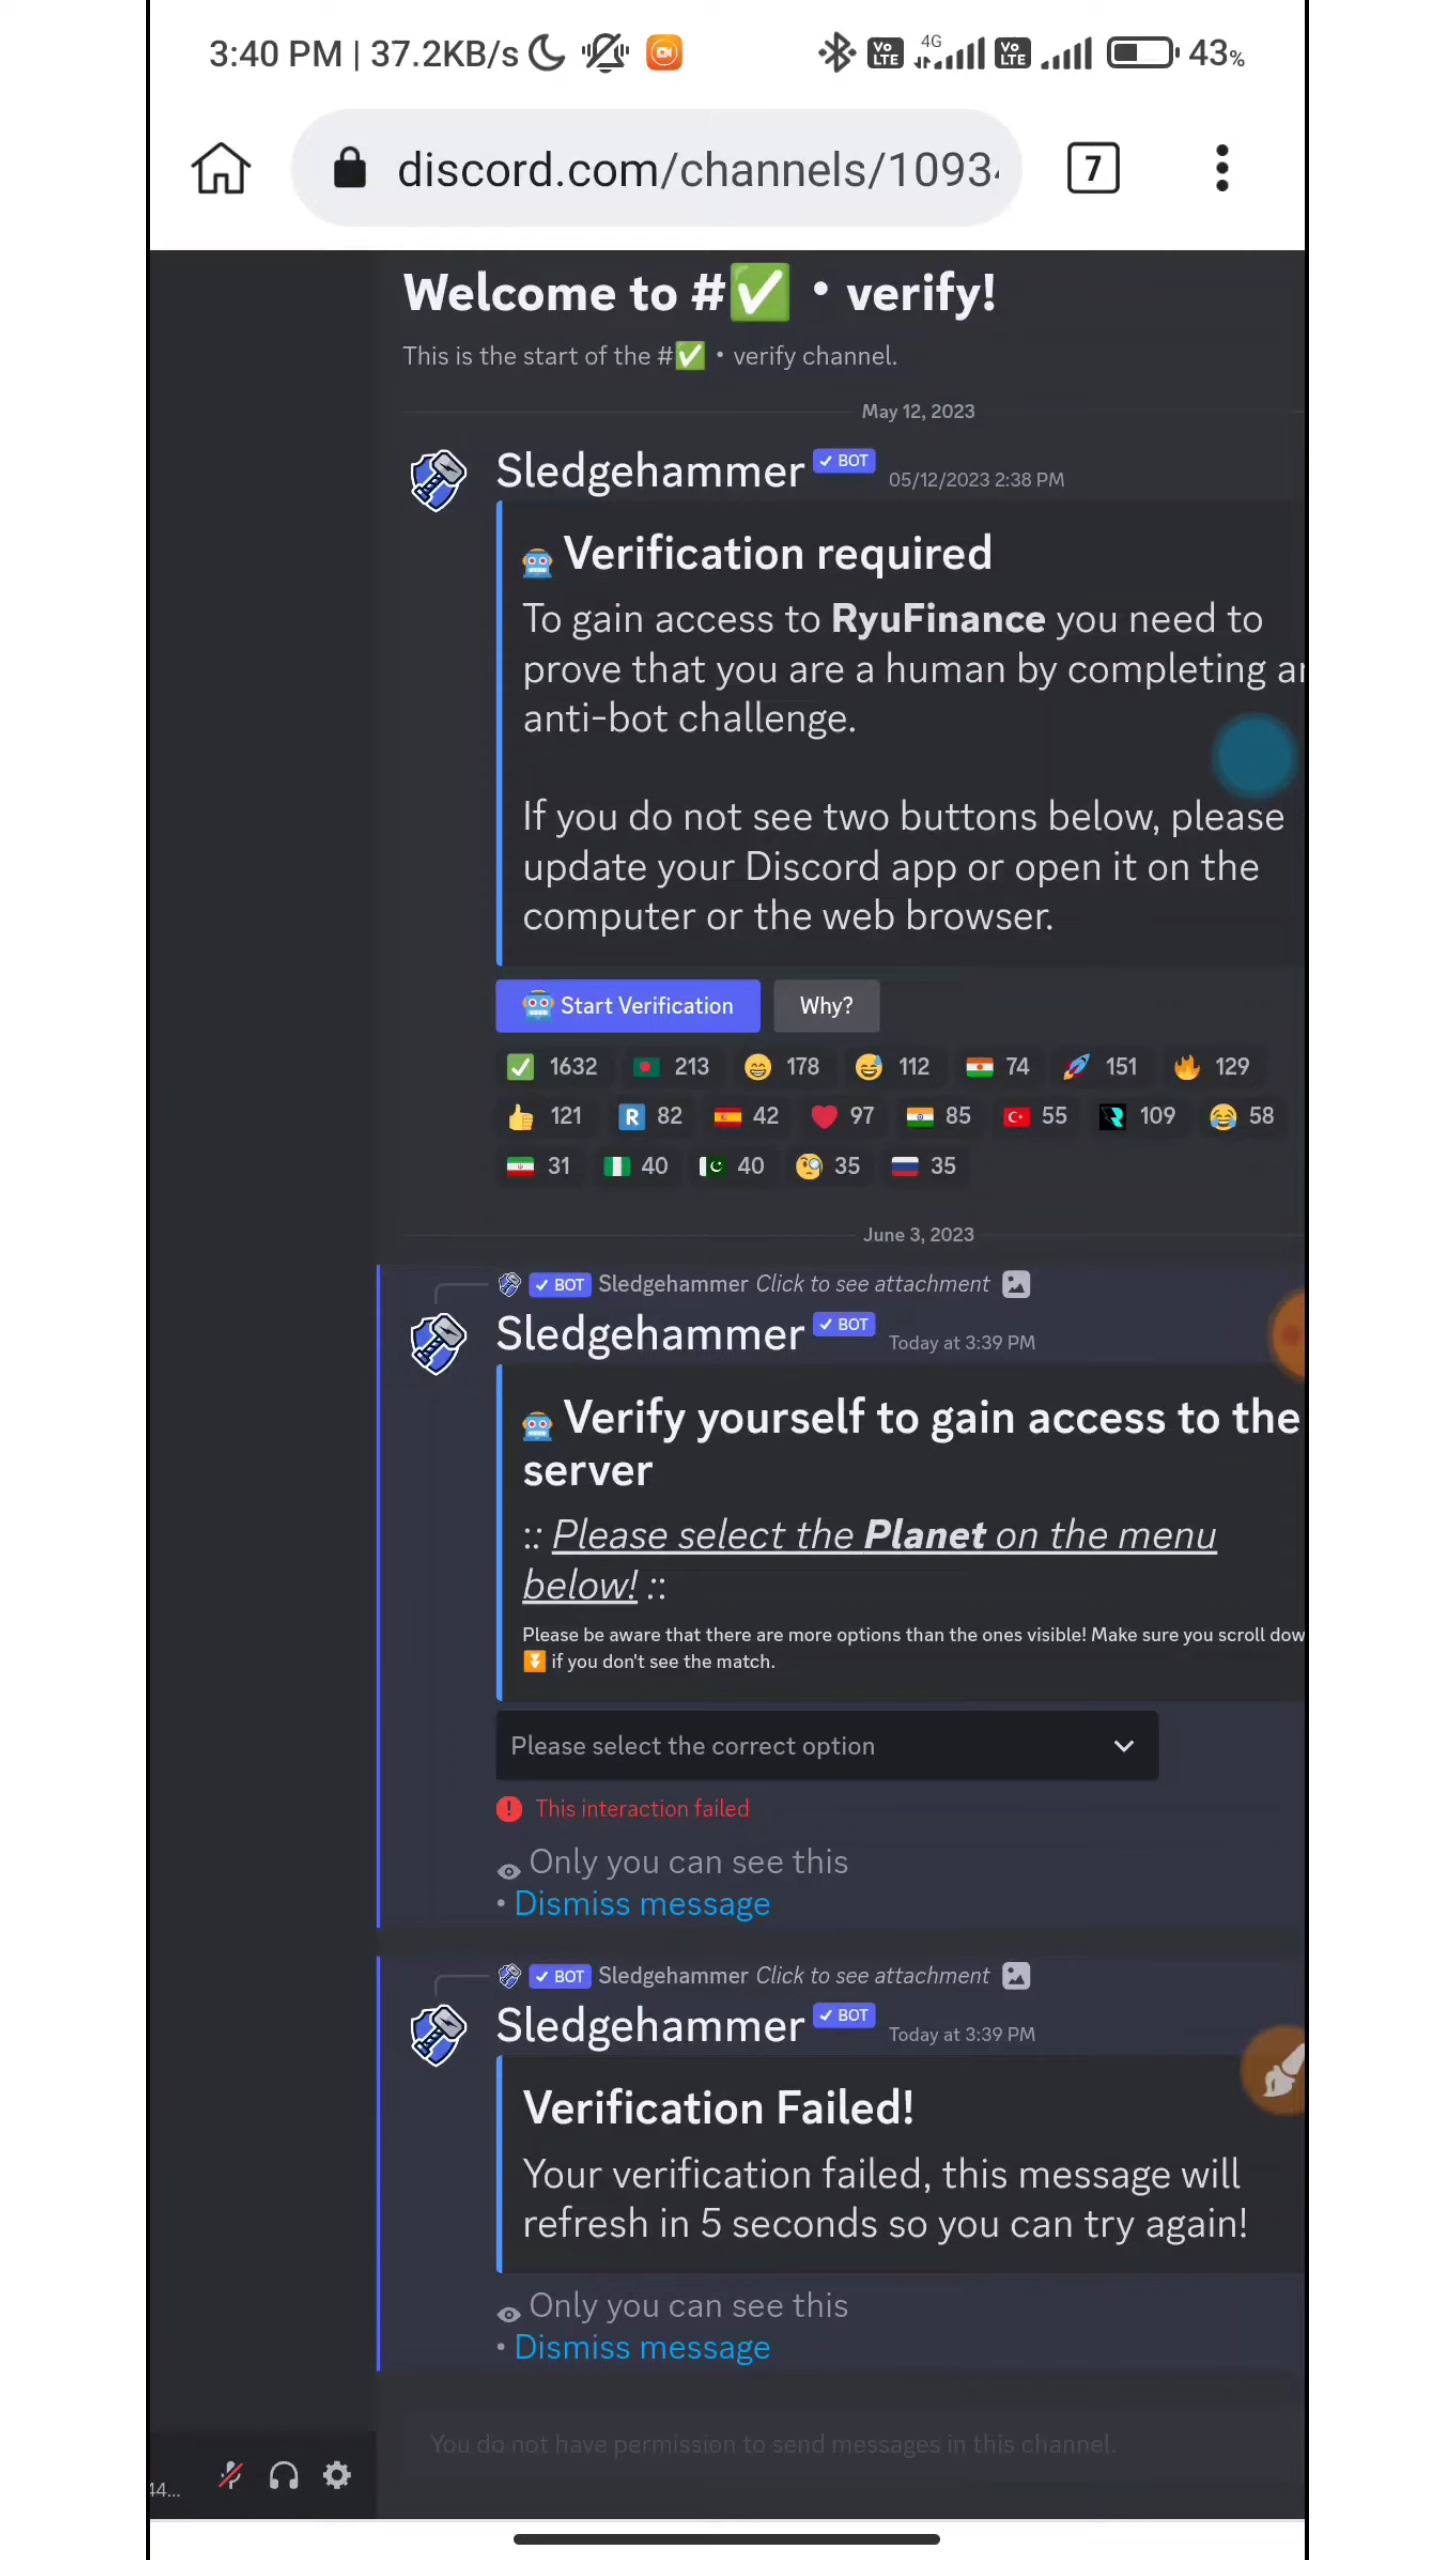 3:40 PM | 37.2KB/s Vo LTE 4G Vo LTE 43%
discord.com/channels/1093 7
Welcome to #✅ • verify!
This is the start of the #✅ • verify channel.
May 12, 2023
Sledgehammer ✓ BOT 05/12/2023 2:38 PM
Verification required
To gain access to RyuFinance you need to
prove that you are a human by completing an
anti-bot challenge.
If you do not see two buttons below, please
update your Discord app or open it on the
computer or the web browser.
Start Verification Why?
1632 213 178 112 74 151 129
121 R 82 42 97 85 55 109 58
31 40 40 35 35
June 3, 2023
✓ BOT Sledgehammer Click to see attachment
Sledgehammer ✓ BOT Today at 3:39 PM
Verify yourself to gain access to the
server
:: Please select the Planet on the menu
below! ::
Please be aware that there are more options than the ones visible! Make sure you scroll dow
if you don't see the match.
Please select the correct option
This interaction failed
Only you can see this
• Dismiss message
✓ BOT Sledgehammer Click to see attachment
Sledgehammer ✓ BOT Today at 3:39 PM
Verification Failed!
Your verification failed, this message will
refresh in 5 seconds so you can try again!
Only you can see this
• Dismiss message
You do not have permission to send messages in this channel.
44...